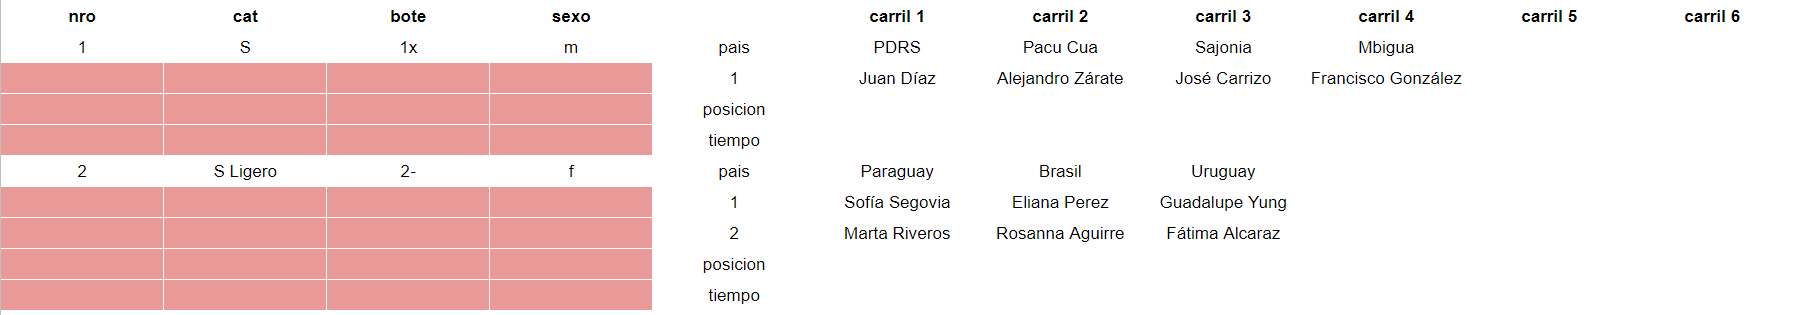 nro cat bote sexo carril 1 carril 2 carril 3 carril 4 carril 5 carril 6
1 S 1x m pais PDRS Pacu Cua Sajonia Mbigua
1 Juan Díaz Alejandro Zárate José Carrizo Francisco González
posicion
tiempo
2 S Ligero 2- f pais Paraguay Brasil Uruguay
1 Sofía Segovia Eliana Perez Guadalupe Yung
2 Marta Riveros Rosanna Aguirre Fátima Alcaraz
posicion
tiempo